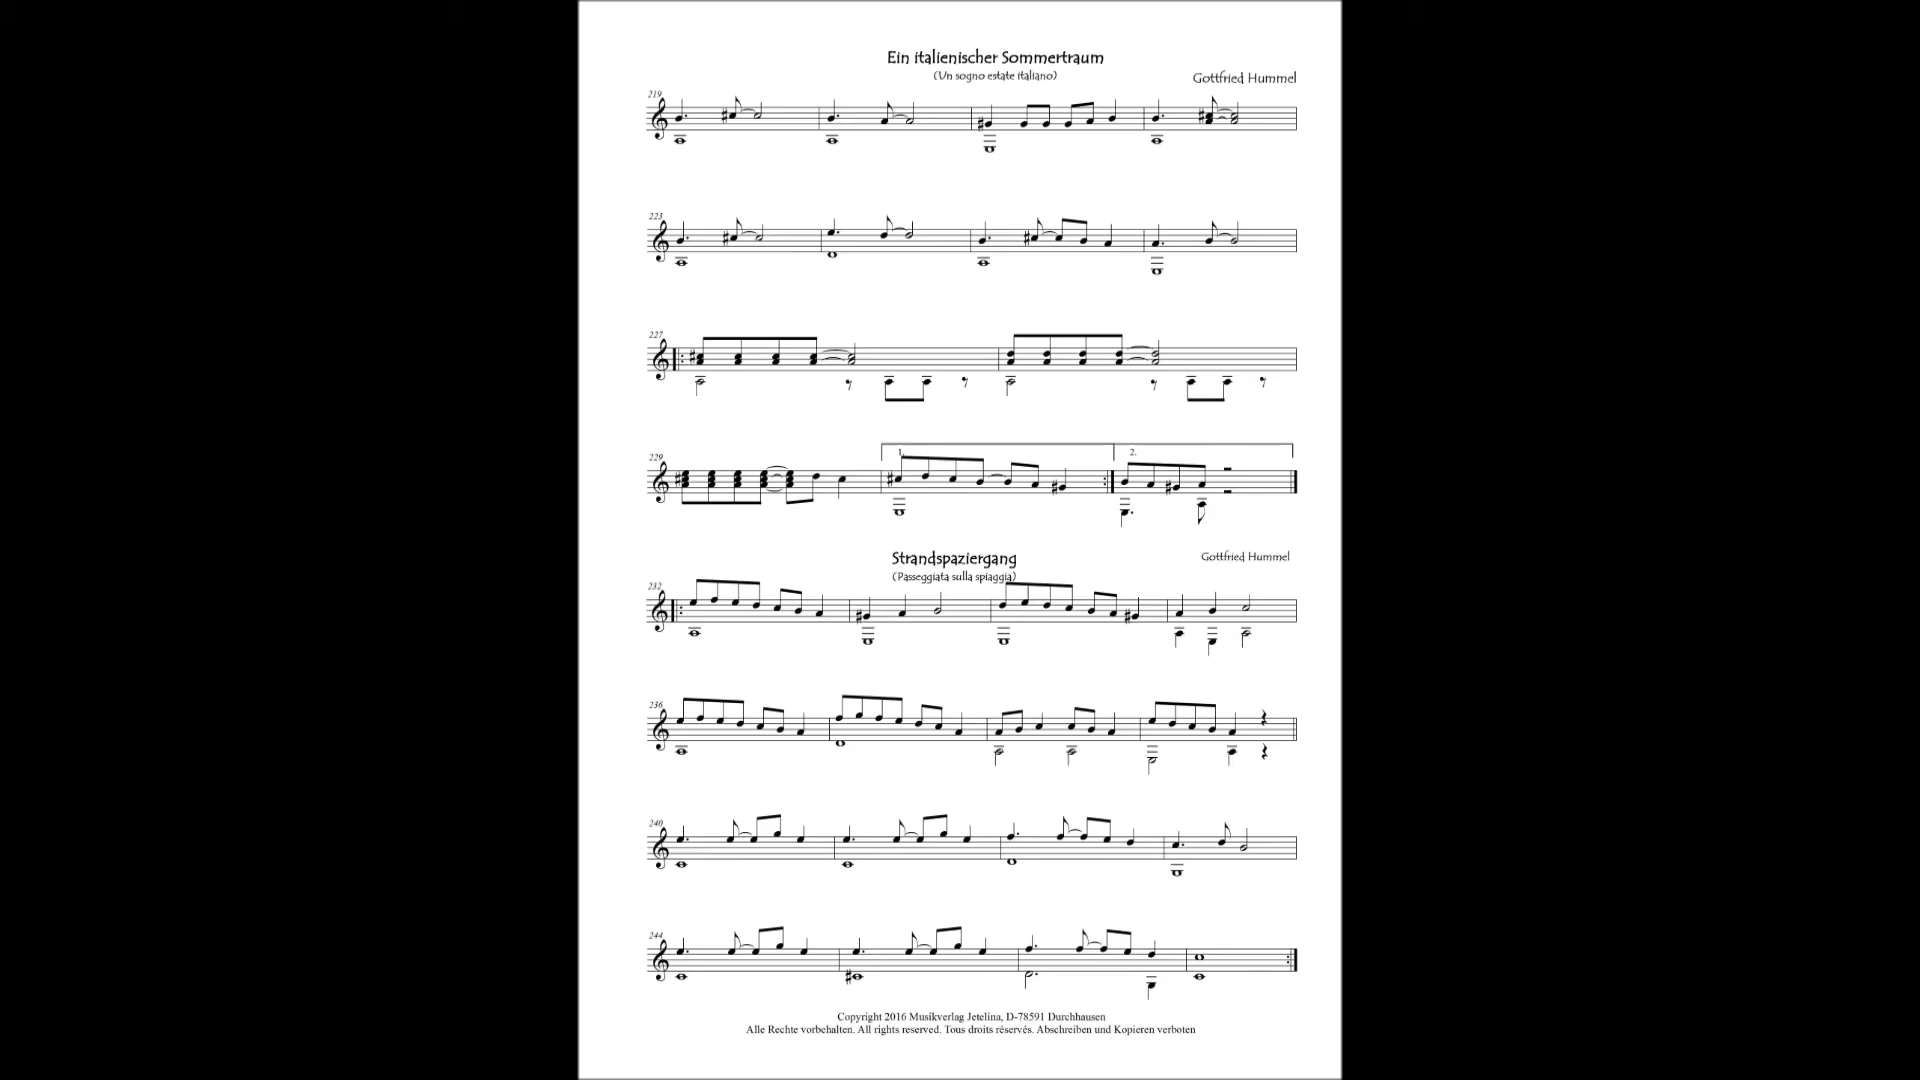 Ein italienischer Sommertraum
(Un sogno estate italiano)
Gottfried Hummel
219
223
227
229
1.
2.
Strandspaziergang
Gottfried Hummel
(Passeggiata sulla spiaggia)
232
236
240
244
Copyright 2016 Musikverlag Jetelina, D-78591 Durchhausen
Alle Rechte vorbehalten. All rights reserved. Tous droits réservés. Abschreiben und Kopieren verboten